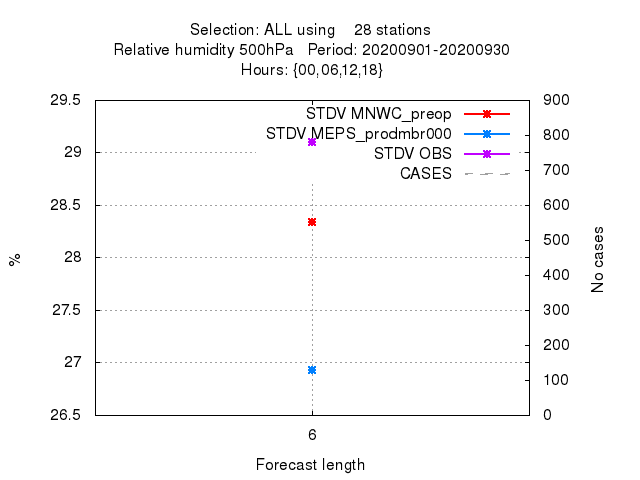 Selection: ALL using    28 stations
Relative humidity 500hPa   Period: 20200901-20200930
Hours: {00,06,12,18}
29.5
29
28.5
28
27.5
27
26.5
%
STDV MNWC_preop
STDV MEPS_prodmbr000
STDV OBS
CASES
900
800
700
600
500
400
300
200
100
0
No cases
6
Forecast length